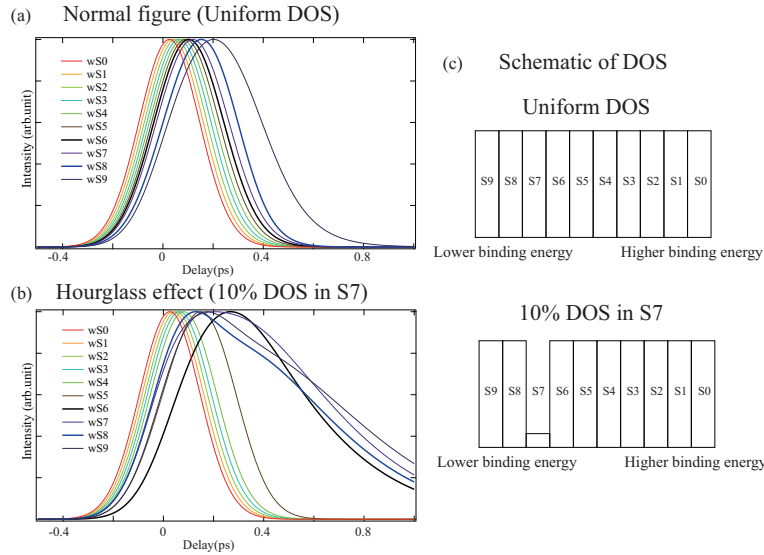 (a)
Normal figure (Uniform DOS)
Intensity (arb.unit)
wS0
wS1
wS2
wS3
wS4
wS5
wS6
wS7
wS8
wS9
-0.4
0
0.4
0.8
Delay(ps)
(b)
Hourglass effect (10% DOS in S7)
Intensity (arb.unit)
wS0
wS1
wS2
wS3
wS4
wS5
wS6
wS7
wS8
wS9
-0.4
0
0.4
0.8
Delay(ps)
(c)
Schematic of DOS
Uniform DOS
S9 S8 S7 S6 S5 S4 S3 S2 S1 S0
Lower binding energy Higher binding energy
10% DOS in S7
S9 S8 S7 S6 S5 S4 S3 S2 S1 S0
Lower binding energy Higher binding energy